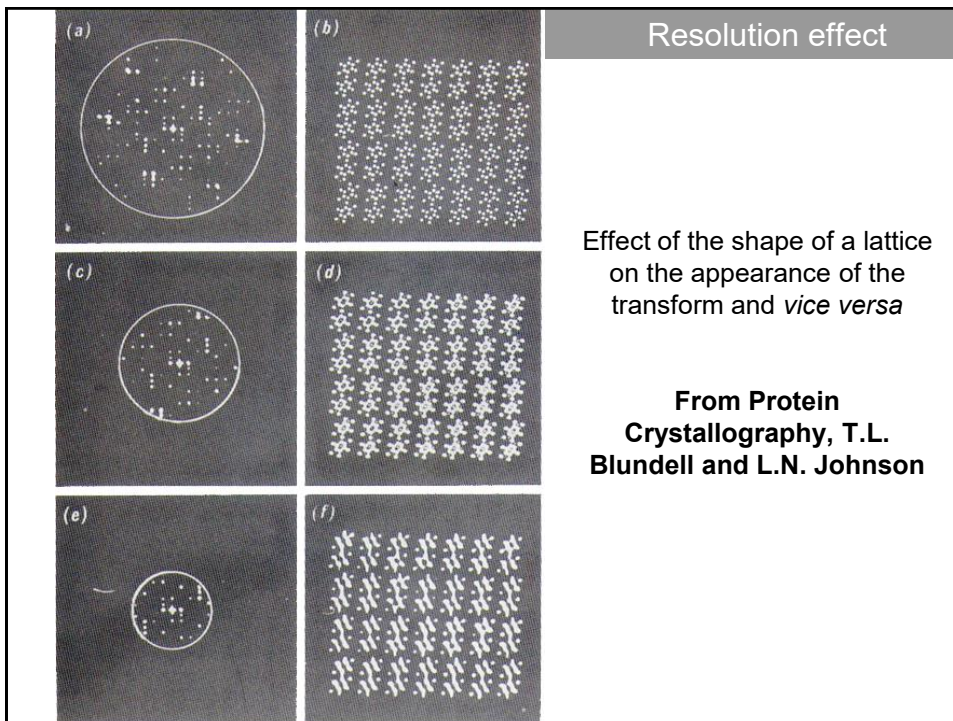 (a)
(b)
Resolution effect
(c)
(d)
Effect of the shape of a lattice
on the appearance of the
transform and vice versa
From Protein
Crystallography, T.L.
Blundell and L.N. Johnson
(e)
(f)